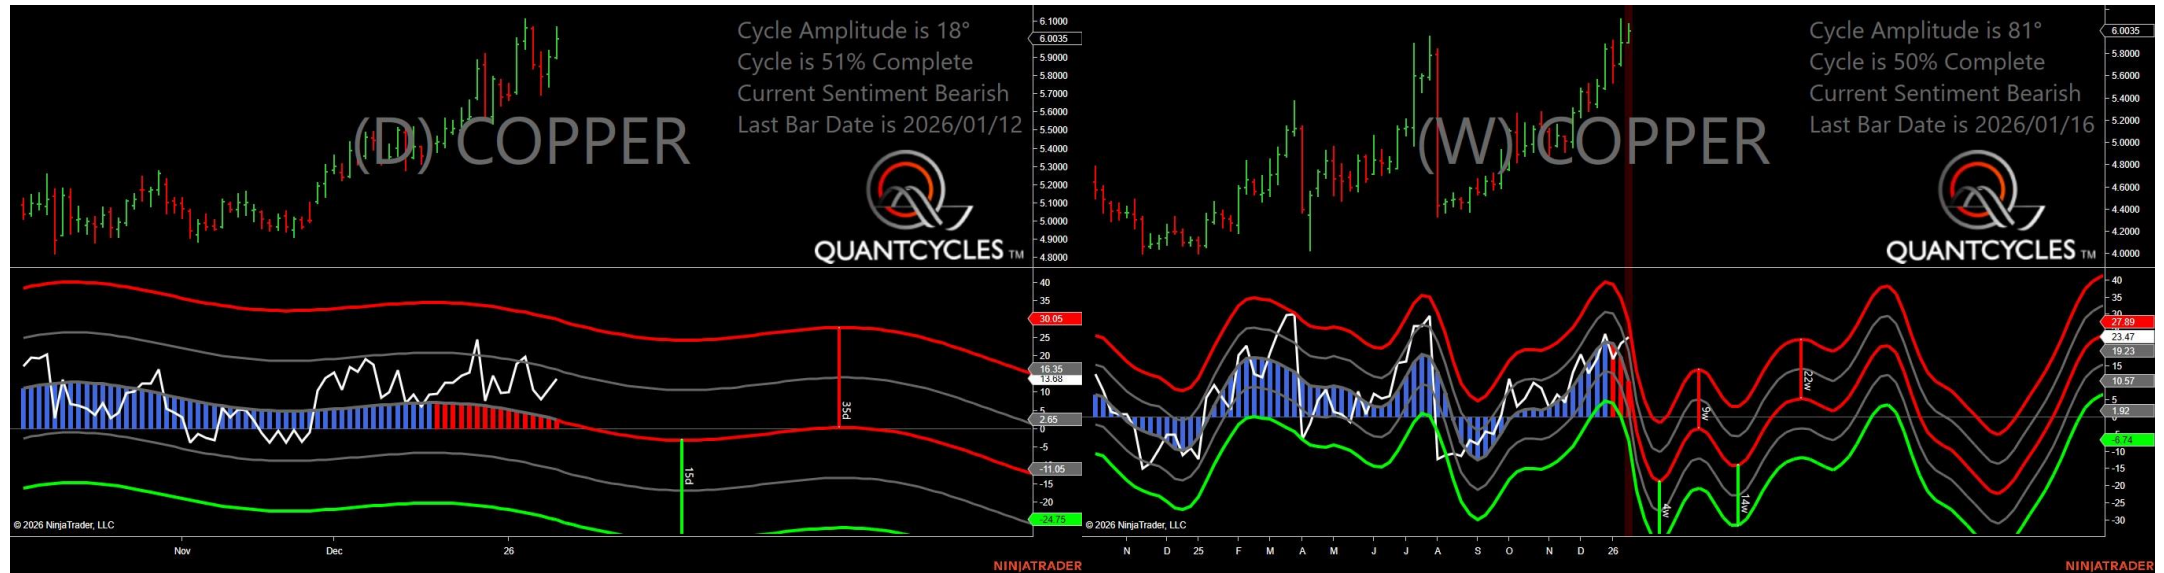 Cycle Amplitude is 18°
Cycle is 51% Complete
Current Sentiment Bearish
Last Bar Date is 2026/01/12
(D) COPPER
QUANTCYCLES TM
6.1000
6.0035
5.9000
5.8000
5.7000
5.6000
5.5000
5.4000
5.3000
5.2000
5.1000
5.0000
4.9000
4.8000
40
35
30.05
25
20
16.35
13.68
10
5
2.65
0
-5
-11.05
-15
-20
-24.75
35d
15d
© 2026 NinjaTrader, LLC
Nov
Dec
26
NINJATRADER
Cycle Amplitude is 81°
Cycle is 50% Complete
Current Sentiment Bearish
Last Bar Date is 2026/01/16
(W) COPPER
QUANTCYCLES TM
6.0035
5.8000
5.6000
5.4000
5.2000
5.0000
4.8000
4.6000
4.4000
4.2000
4.0000
40
35
27.89
23.47
19.23
15
10.57
1.92
-6.74
-10
-15
-20
-25
-30
4w
9w
14w
22w
© 2026 NinjaTrader, LLC
N D 25 F M A M J J A S O N D 26
NINJATRADER